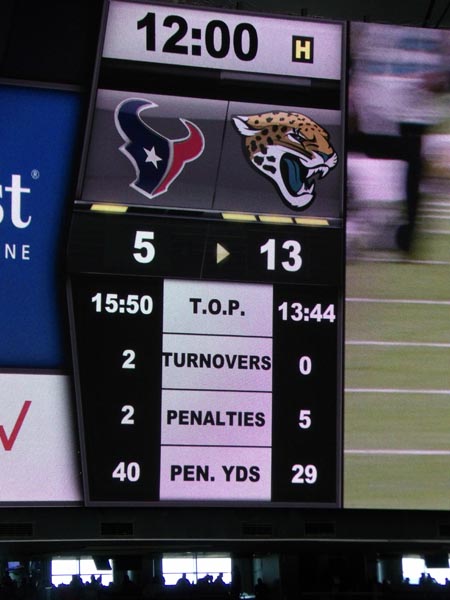 12:00 H
5 13
15:50 T.O.P. 13:44
2 TURNOVERS 0
2 PENALTIES 5
40 PEN. YDS 29
st®
NE